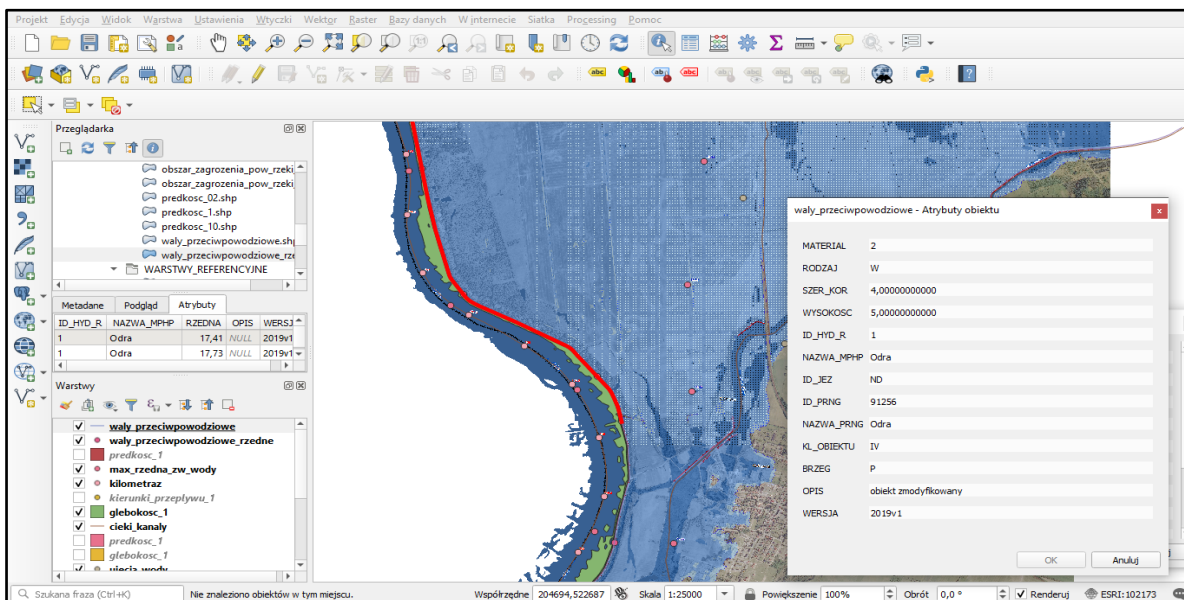 Projekt Edycja Widok Warstwa Ustawienia Wtyczki Wektor Raster Bazy danych W internecie Siatka Processing Pomoc
Przeglądarka
obszar_zagrozenia_pow_rzeki
obszar_zagrozenia_pow_rzeki
predkosc_02.shp
predkosc_1.shp
predkosc_10.shp
waly_przeciwpowodziowe.sh
waly_przeciwpowodziowe_rze
WARSTWY_REFERENCYJNE
Metadane Podgląd Atrybuty
ID_HYD_R NAZWA_MPHP RZEDNA OPIS WERSJ
1 Odra 17,41 NULL 2019v1
1 Odra 17,73 NULL 2019v1
Warstwy
waly_przeciwpowodziowe
waly_przeciwpowodziowe_rzedne
predkosc_1
max_rzedna_zw_wody
kilometraz
kierunki_przeplywu_1
glebokosc_1
cieki_kanaly
predkosc_1
glebokosc_1
ujecia_wody
waly_przeciwpowodziowe - Atrybuty obiektu
MATERIAL 2
RODZAJ W
SZER_KOR 4,00000000000
WYSOKOSC 5,00000000000
ID_HYD_R 1
NAZWA_MPHP Odra
ID_JEZ ND
ID_PRNG 91256
NAZWA_PRNG Odra
KL_OBIEKTU IV
BRZEG P
OPIS obiekt zmodyfikowany
WERSJA 2019v1
OK Anuluj
Szukana fraza (Ctrl+K) Nie znaleziono obiektów w tym miejscu. Współrzędne 204694,522687 Skala 1:25000 Powiększenie 100% Obrót 0,0 ° Renderuj ESRI:102173